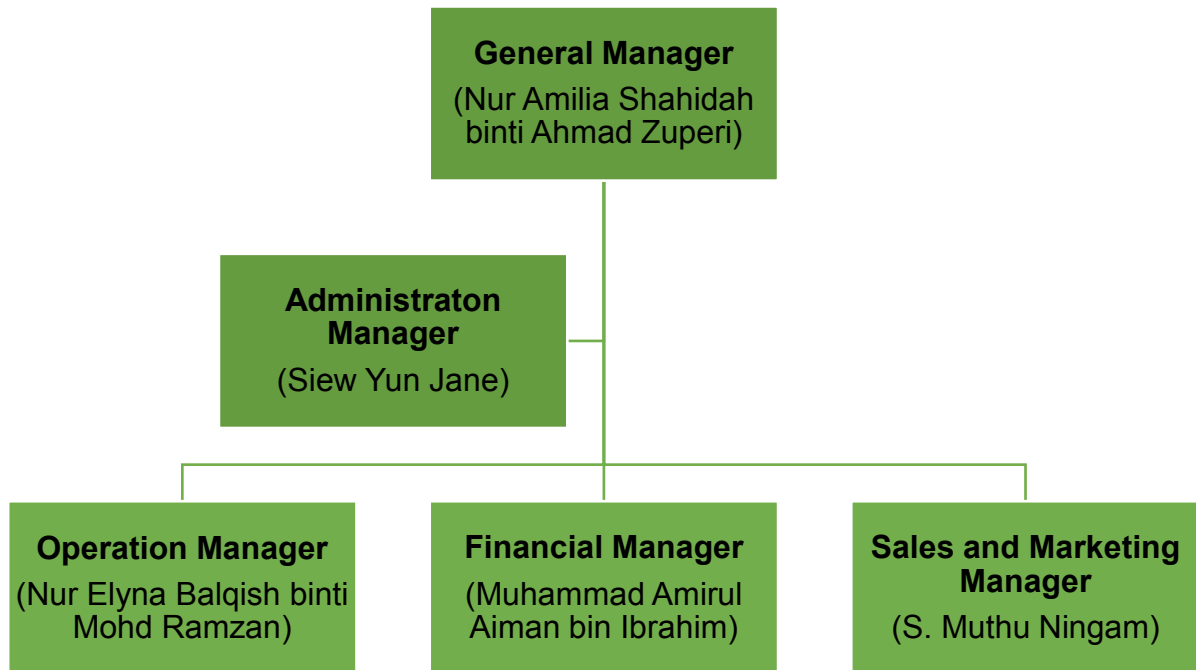 General Manager
(Nur Amilia Shahidah
binti Ahmad Zuperi)
Administraton
Manager
(Siew Yun Jane)
Operation Manager
(Nur Elyna Balqish binti
Mohd Ramzan)
Financial Manager
(Muhammad Amirul
Aiman bin Ibrahim)
Sales and Marketing
Manager
(S. Muthu Ningam)